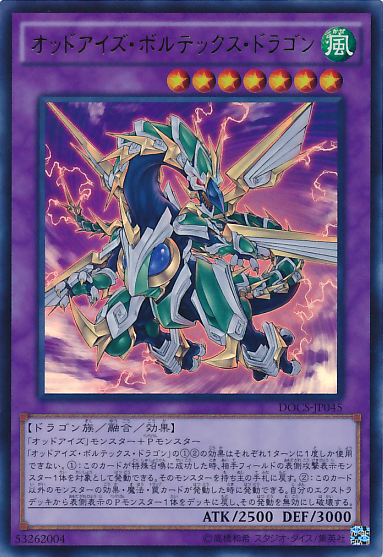 オッドアイズ・ボルテックス・ドラゴン 風
DOCS-JP045
【ドラゴン族/融合/効果】
「オッドアイズ」モンスター+Pモンスター
「オッドアイズ・ボルテックス・ドラゴン」の①②の効果はそれぞれ1ターンに1度しか使用
できない。①:このカードが特殊召喚に成功した時、相手フィールドの表側攻撃表示モン
スター1体を対象として発動できる。そのモンスターを持ち主の手札に戻す。②:このカード
以外のモンスターの効果・魔法・罠カードが発動した時に発動できる。自分のエクストラ
デッキから表側表示のPモンスター1体をデッキに戻し、その発動を無効にし破壊する。
ATK/2500 DEF/3000
53262004 ©高橋和希 スタジオ・ダイス/集英社